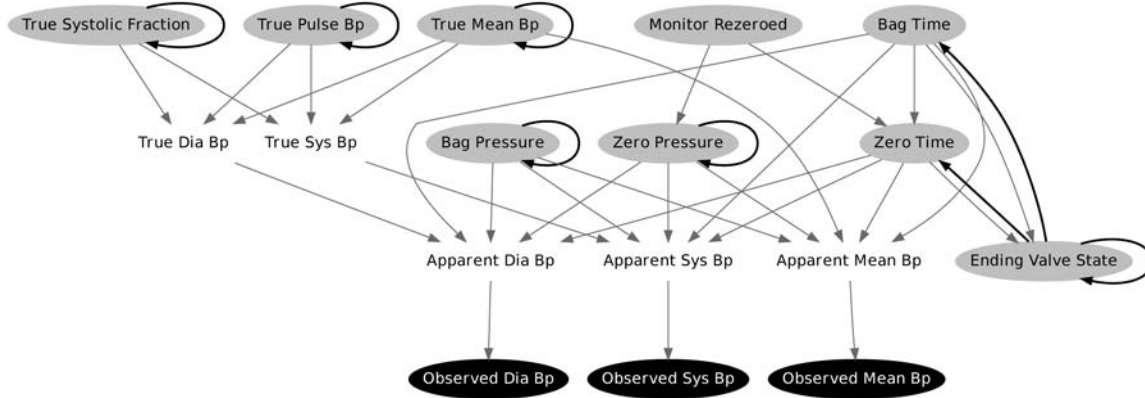 True Systolic Fraction
True Pulse Bp
True Mean Bp
Monitor Rezeroed
Bag Time
True Dia Bp
True Sys Bp
Bag Pressure
Zero Pressure
Zero Time
Apparent Dia Bp
Apparent Sys Bp
Apparent Mean Bp
Ending Valve State
Observed Dia Bp
Observed Sys Bp
Observed Mean Bp